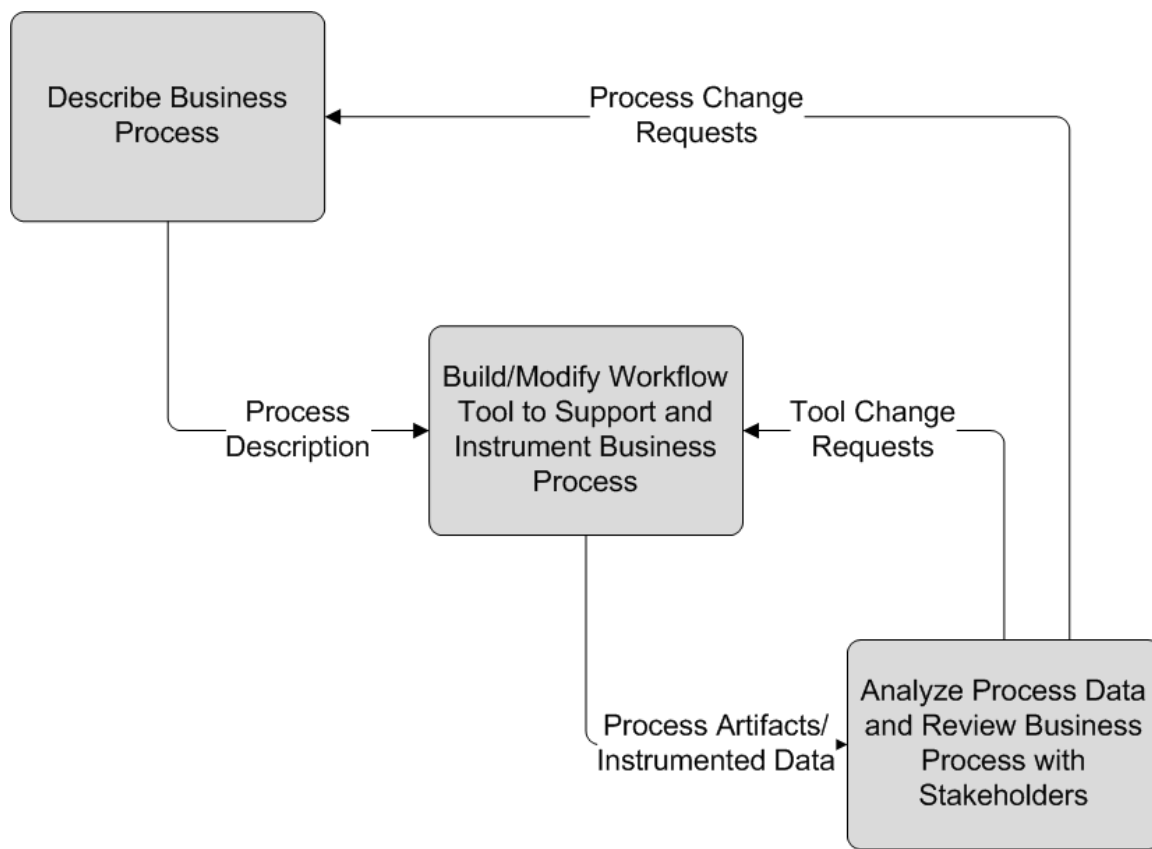 Describe Business
Process
Process Change
Requests
Build/Modify Workflow
Tool to Support and
Instrument Business
Process
Process
Description
Tool Change
Requests
Analyze Process Data
and Review Business
Process with
Stakeholders
Process Artifacts/
Instrumented Data